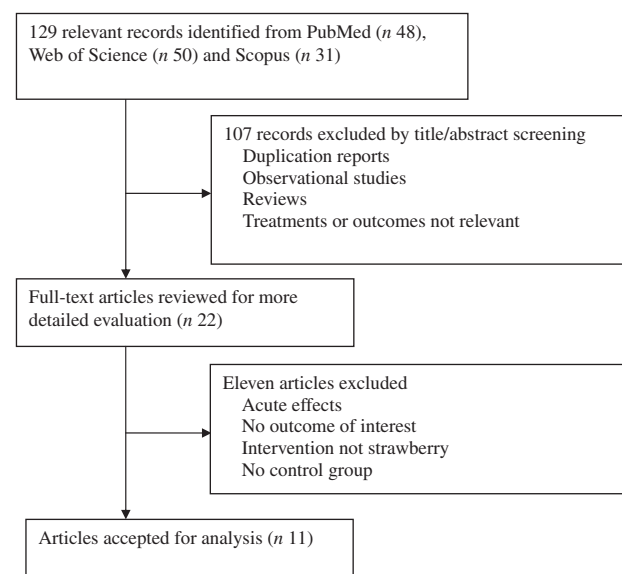 129 relevant records identified from PubMed (n 48),
Web of Science (n 50) and Scopus (n 31)
107 records excluded by title/abstract screening
Duplication reports
Observational studies
Reviews
Treatments or outcomes not relevant
Full-text articles reviewed for more
detailed evaluation (n 22)
Eleven articles excluded
Acute effects
No outcome of interest
Intervention not strawberry
No control group
Articles accepted for analysis (n 11)